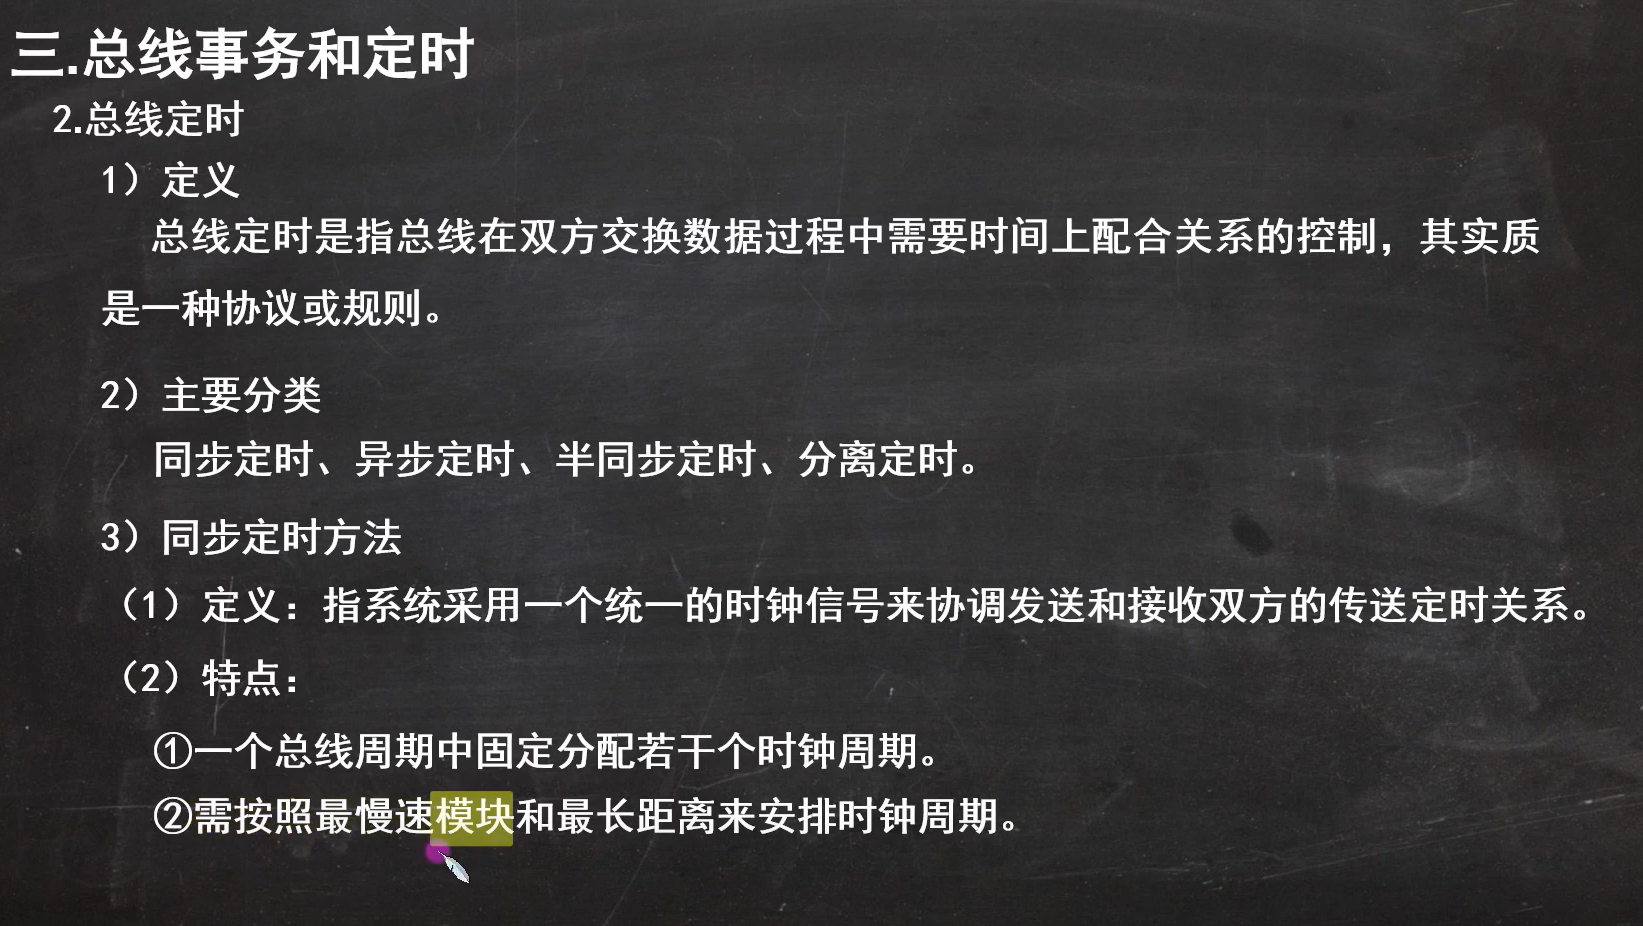 三.总线事务和定时
2.总线定时
1）定义
总线定时是指总线在双方交换数据过程中需要时间上配合关系的控制，其实质
是一种协议或规则。
2）主要分类
同步定时、异步定时、半同步定时、分离定时。
3）同步定时方法
（1）定义：指系统采用一个统一的时钟信号来协调发送和接收双方的传送定时关系。
（2）特点：
①一个总线周期中固定分配若干个时钟周期。
②需按照最慢速模块和最长距离来安排时钟周期。